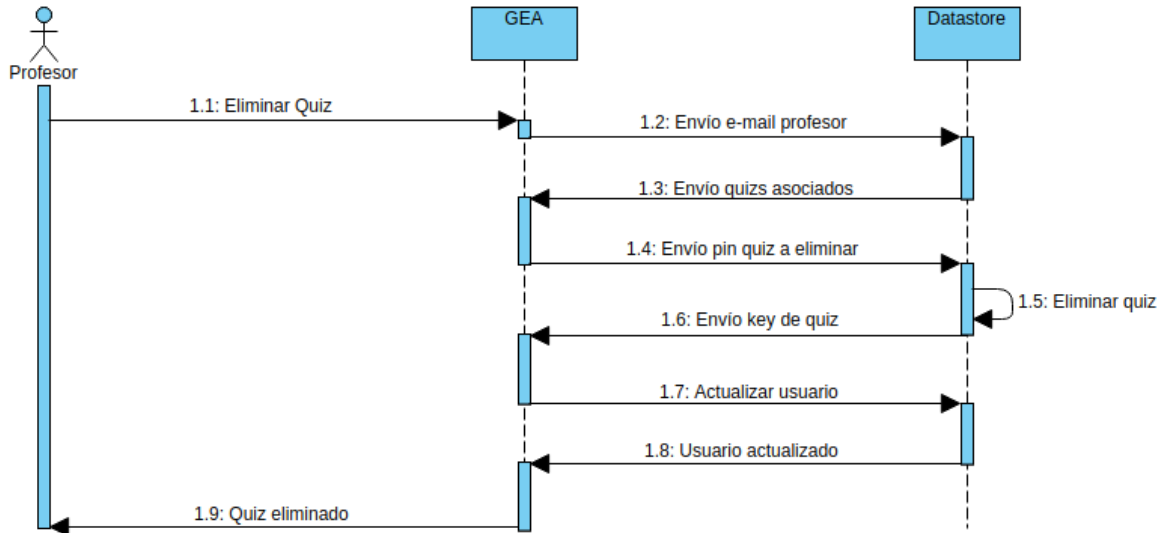 GEA
Datastore
Profesor
1.1: Eliminar Quiz
1.2: Envío e-mail profesor
1.3: Envío quizs asociados
1.4: Envío pin quiz a eliminar
1.5: Eliminar quiz
1.6: Envío key de quiz
1.7: Actualizar usuario
1.8: Usuario actualizado
1.9: Quiz eliminado